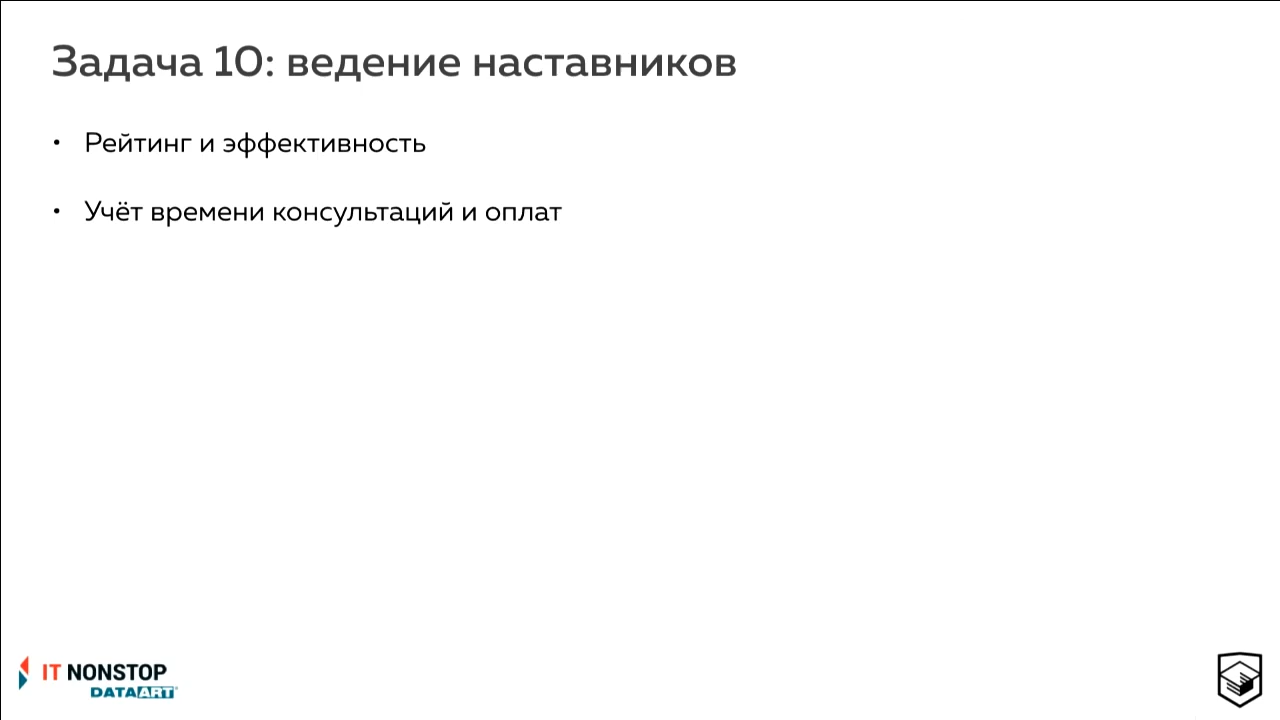 Задача 10: ведение наставников
• Рейтинг и эффективность
• Учёт времени консультаций и оплат
IT NONSTOP
DATAART